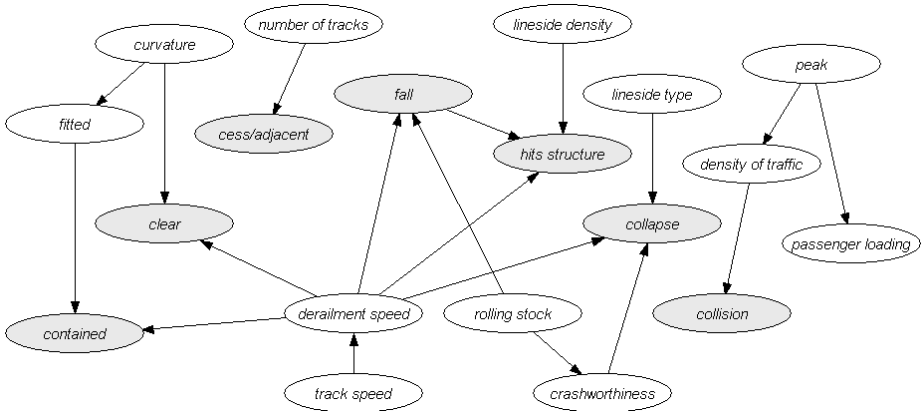 number of tracks
lineside density
curvature
peak
fall
lineside type
fitted
cess/adjacent
hits structure
density of traffic
clear
collapse
passenger loading
contained
derailment speed
rolling stock
collision
track speed
crashworthiness